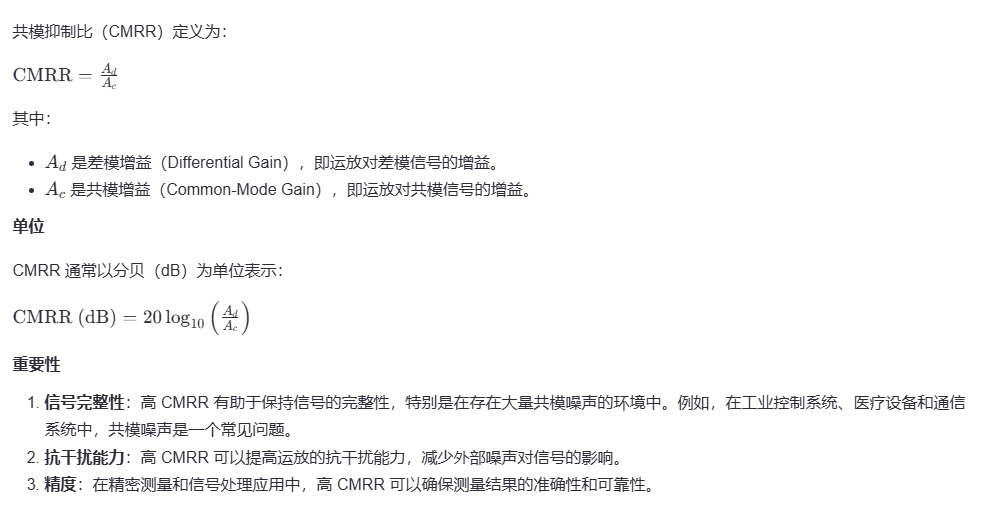 共模抑制比（CMRR）定义为：
CMRR = A_d / A_c
其中：
• A_d 是差模增益（Differential Gain），即运放对差模信号的增益。
• A_c 是共模增益（Common-Mode Gain），即运放对共模信号的增益。
单位
CMRR 通常以分贝（dB）为单位表示：
CMRR (dB) = 20 log₁₀ (A_d / A_c)
重要性
1. 信号完整性：高 CMRR 有助于保持信号的完整性，特别是在存在大量共模噪声的环境中。例如，在工业控制系统、医疗设备和通信
系统中，共模噪声是一个常见问题。
2. 抗干扰能力：高 CMRR 可以提高运放的抗干扰能力，减少外部噪声对信号的影响。
3. 精度：在精密测量和信号处理应用中，高 CMRR 可以确保测量结果的准确性和可靠性。